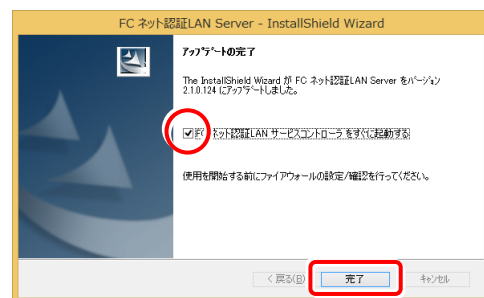 FC ネット認証LAN Server - InstallShield Wizard
ｱｯﾌﾟﾃﾞｰﾄの完了
The InstallShield Wizard が FC ネット認証LAN Server をﾊﾞｰｼﾞｮﾝ
2.1.0.124 にｱｯﾌﾟﾃﾞｰﾄしました。
FC ネット認証LAN サービスコントローラ をすぐに起動する
使用を開始する前にファイアウォールの設定/確認を行ってください。
< 戻る(B)
完了
ｷｬﾝｾﾙ